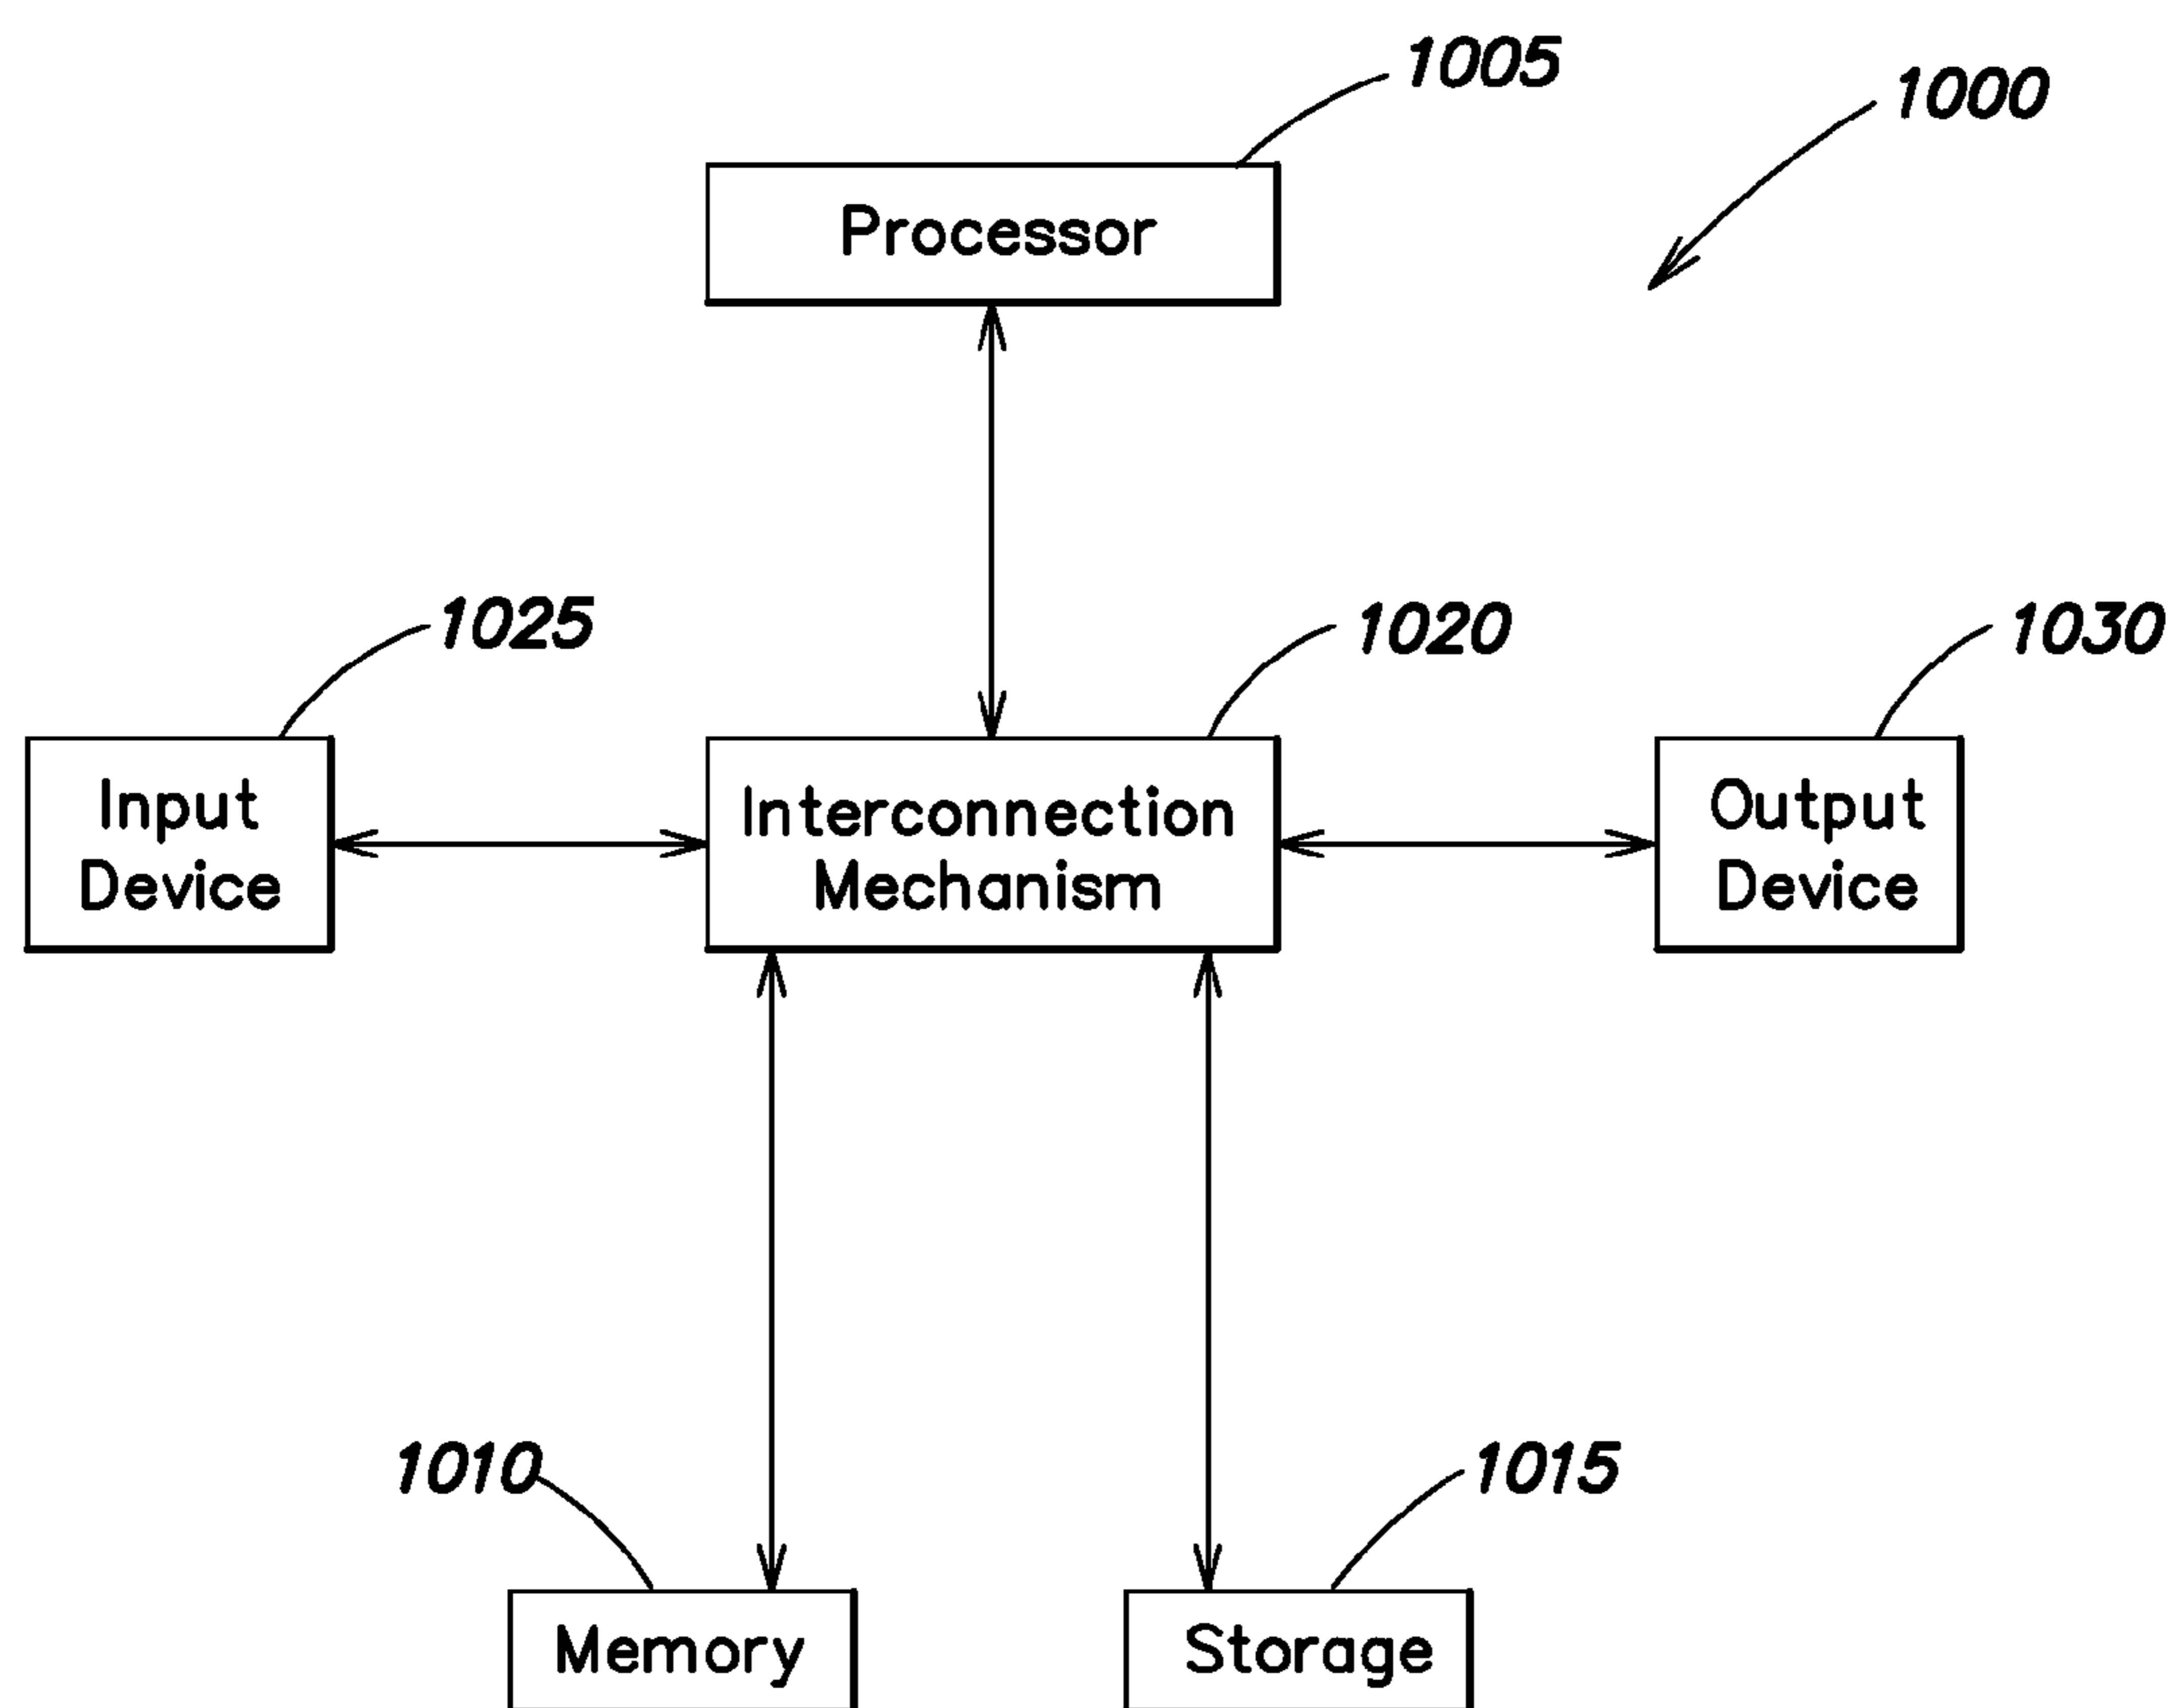 1005
1000
Processor
1025
1020
1030
Input
Device
Interconnection
Mechanism
Output
Device
1010
1015
Memory
Storage